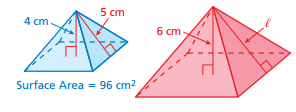 4 cm
5 cm
6 cm
ℓ
Surface Area = 96 cm²